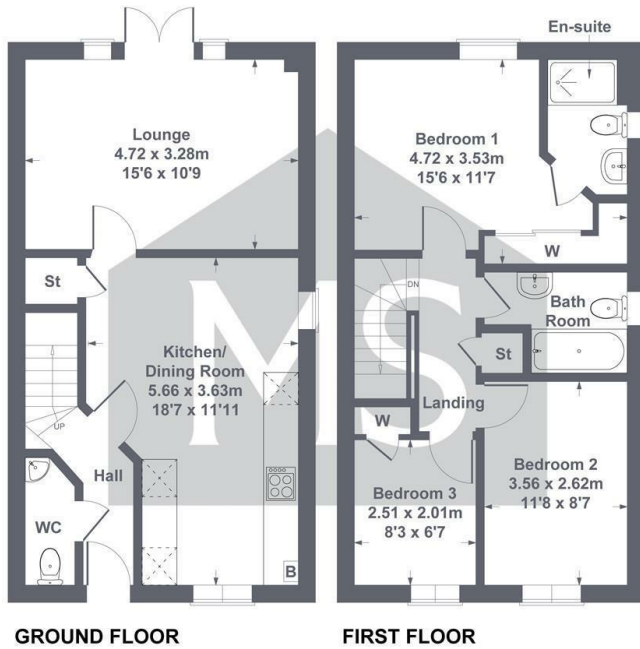 En-suite
Lounge
4.72 x 3.28m
15'6 x 10'9
Bedroom 1
4.72 x 3.53m
15'6 x 11'7
W
St
DN
Bath
Room
MS
Kitchen/
Dining Room
5.66 x 3.63m
18'7 x 11'11
St
UP
Landing
W
Hall
Bedroom 2
3.56 x 2.62m
11'8 x 8'7
Bedroom 3
2.51 x 2.01m
8'3 x 6'7
WC
B
GROUND FLOOR
FIRST FLOOR